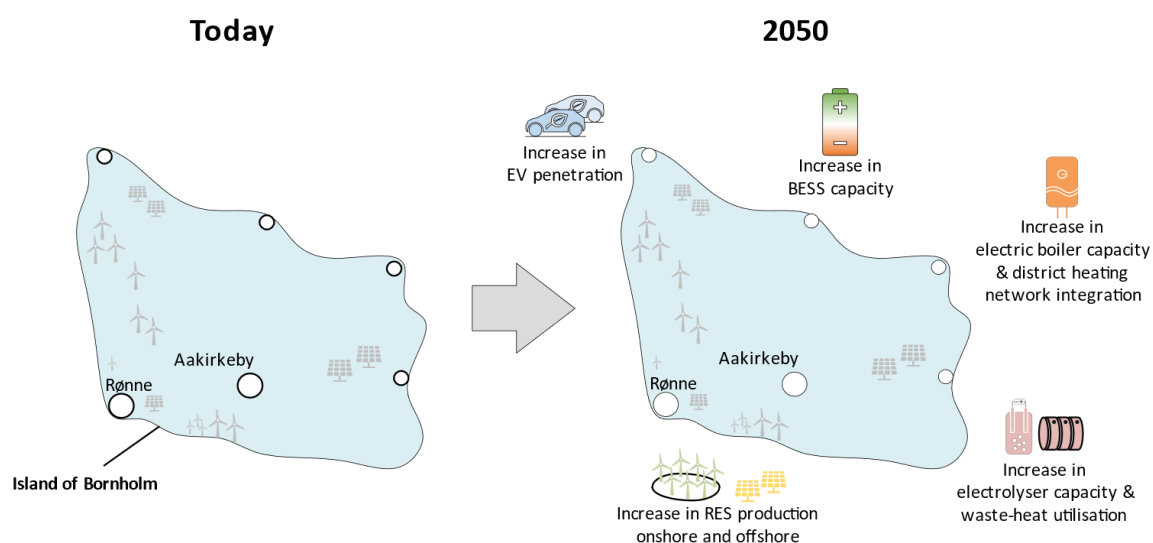 Today
2050
Increase in
EV penetration
Increase in
BESS capacity
Increase in
electric boiler capacity
& district heating
network integration
Aakirkeby
Rønne
Island of Bornholm
Aakirkeby
Rønne
Increase in
electrolyser capacity &
waste-heat utilisation
Increase in RES production
onshore and offshore